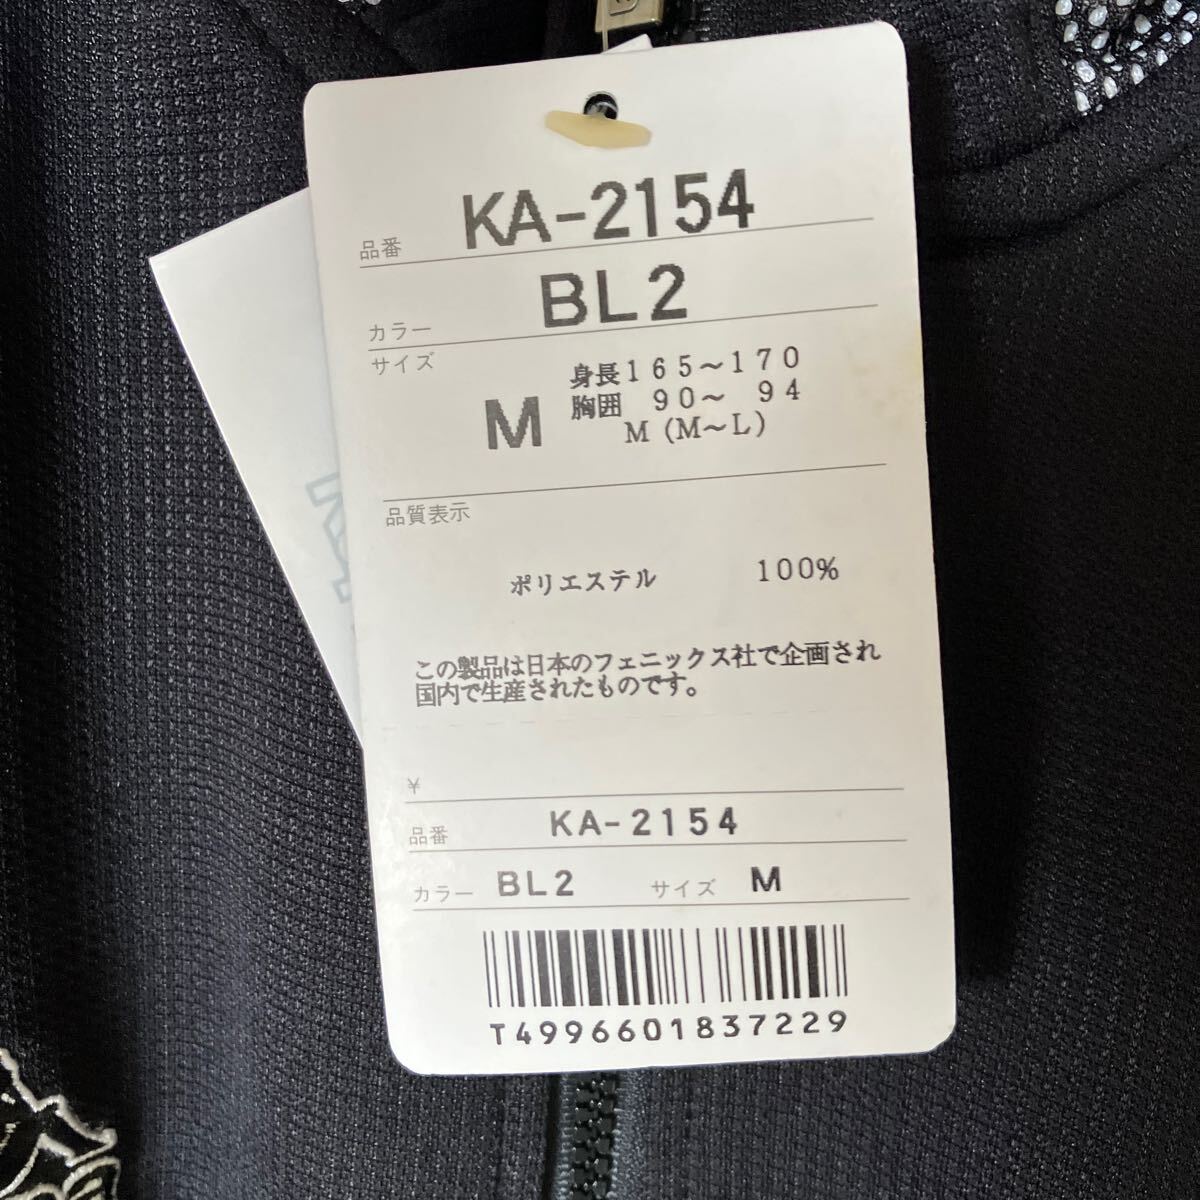 品番 KA-2154
カラー BL2
サイズ
M 身長165～170
胸囲 90～ 94
M (M～L)
品質表示
ポリエステル 100%
この製品は日本のフェニックス社で企画され
国内で生産されたものです。
¥
品番 KA-2154
カラー BL2 サイズ M
T4996601837229